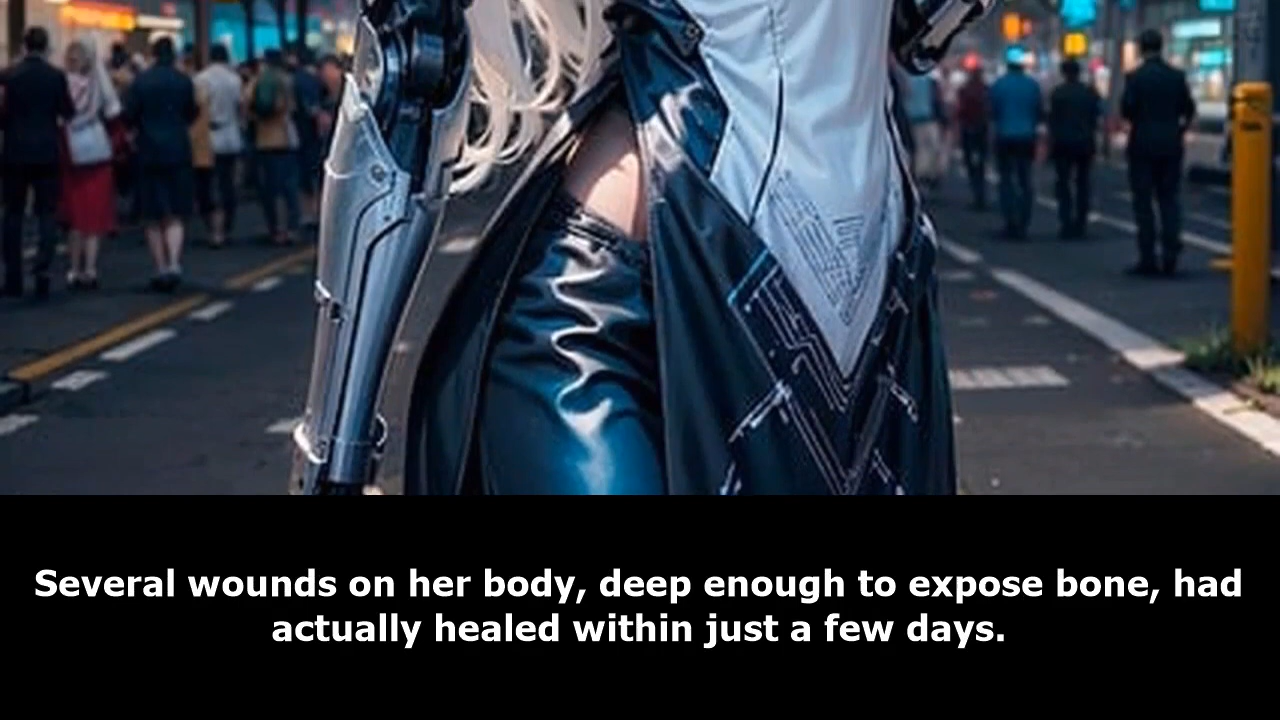 Several wounds on her body, deep enough to expose bone, had
actually healed within just a few days.